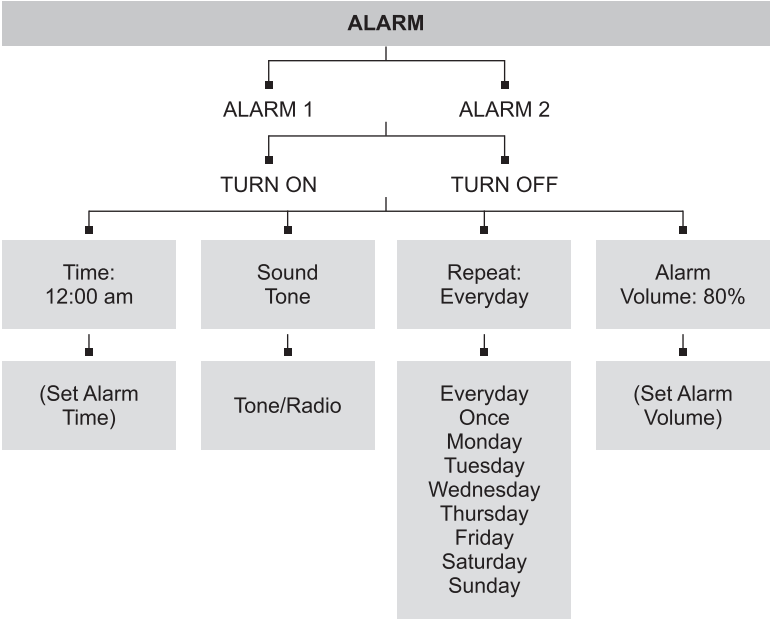 ALARM
ALARM 1
ALARM 2
TURN ON
TURN OFF
Time:
12:00 am
Sound
Tone
Repeat:
Everyday
Alarm
Volume: 80%
(Set Alarm
Time)
Tone/Radio
Everyday
Once
Monday
Tuesday
Wednesday
Thursday
Friday
Saturday
Sunday
(Set Alarm
Volume)